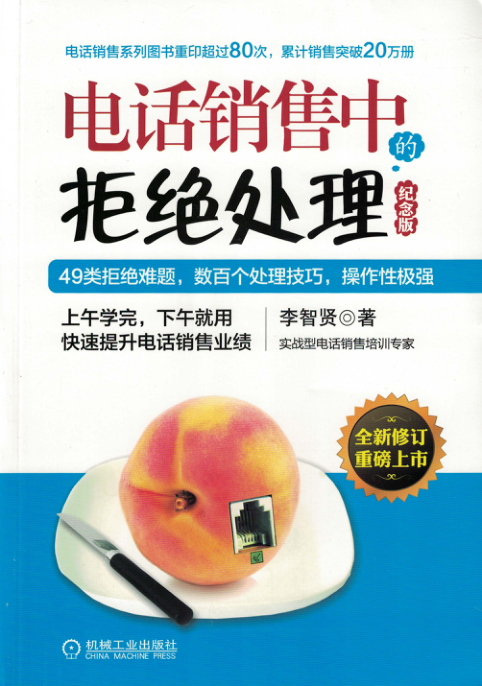 电话销售系列图书重印超过80次，累计销售突破20万册
电话销售中的
拒绝处理
纪念版
49类拒绝难题，数百个处理技巧，操作性极强
上午学完，下午就用
快速提升电话销售业绩
李智贤◎著
实战型电话销售培训专家
全新修订
重磅上市
机械工业出版社
CHINA MACHINE PRESS